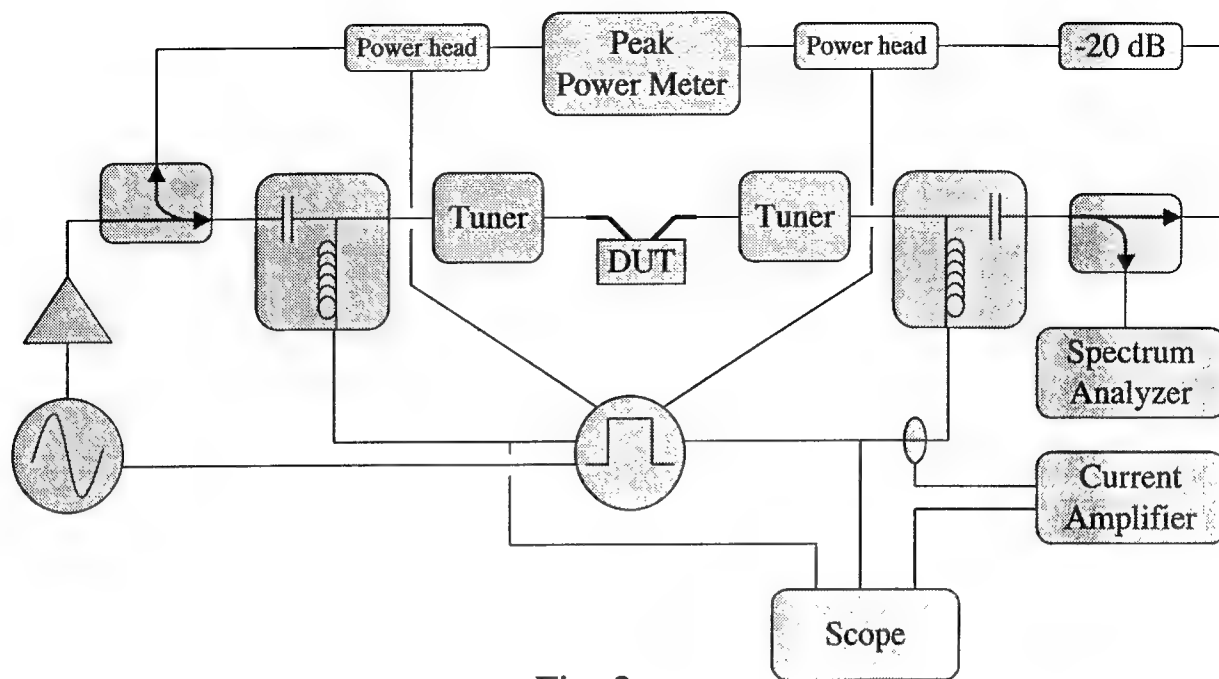 Power head
Peak
Power Meter
Power head
-20 dB
Tuner
DUT
Tuner
Spectrum
Analyzer
Current
Amplifier
Scope